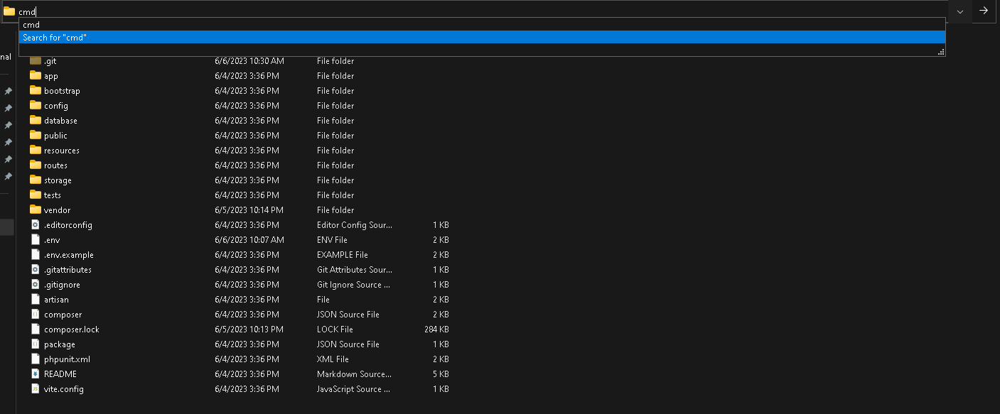 cmd
cmd
Search for "cmd"
nal
.git 6/6/2023 10:30 AM File folder
app 6/4/2023 3:36 PM File folder
bootstrap 6/4/2023 3:36 PM File folder
config 6/4/2023 3:36 PM File folder
database 6/4/2023 3:36 PM File folder
public 6/4/2023 3:36 PM File folder
resources 6/4/2023 3:36 PM File folder
routes 6/4/2023 3:36 PM File folder
storage 6/4/2023 3:36 PM File folder
tests 6/4/2023 3:36 PM File folder
vendor 6/5/2023 10:14 PM File folder
.editorconfig 6/4/2023 3:36 PM Editor Config Sour... 1 KB
.env 6/6/2023 10:07 AM ENV File 2 KB
.env.example 6/4/2023 3:36 PM EXAMPLE File 2 KB
.gitattributes 6/4/2023 3:36 PM Git Attributes Sour... 1 KB
.gitignore 6/4/2023 3:36 PM Git Ignore Source ... 1 KB
artisan 6/4/2023 3:36 PM File 2 KB
composer 6/4/2023 3:36 PM JSON Source File 2 KB
composer.lock 6/5/2023 10:13 PM LOCK File 284 KB
package 6/4/2023 3:36 PM JSON Source File 1 KB
phpunit.xml 6/4/2023 3:36 PM XML File 2 KB
README 6/4/2023 3:36 PM Markdown Source... 5 KB
vite.config 6/4/2023 3:36 PM JavaScript Source ... 1 KB